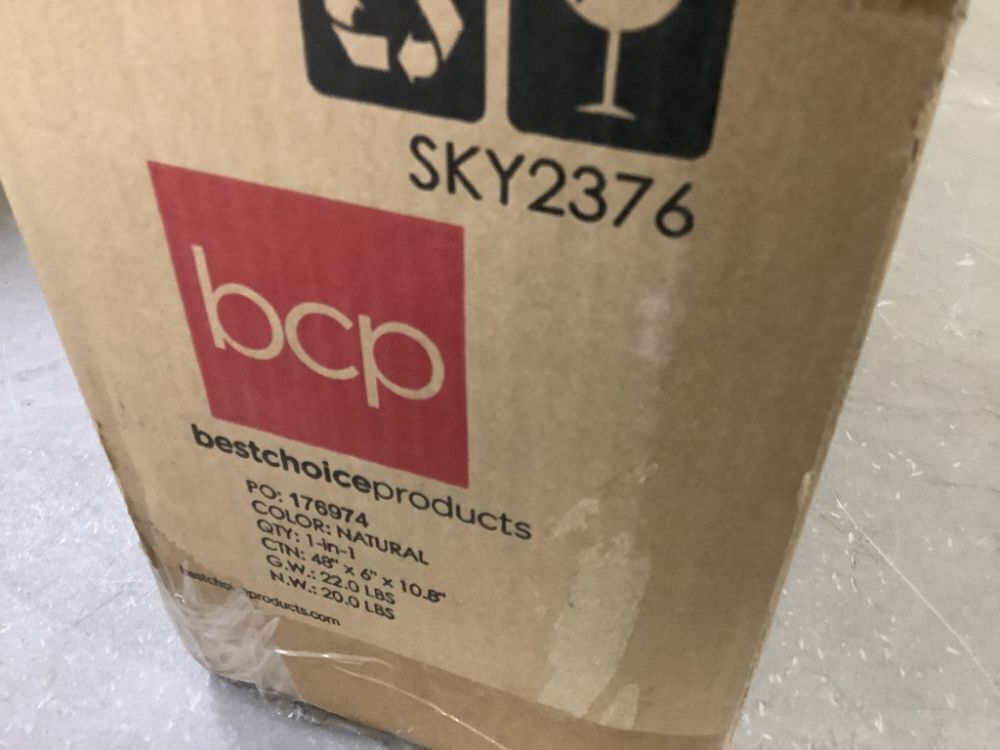 SKY2376
bcp
bestchoiceproducts
PO: 176974
COLOR: NATURAL
QTY: 1-in-1
CTN: 48" x 6" x 10.8"
G.W.: 22.0 LBS
N.W.: 20.0 LBS